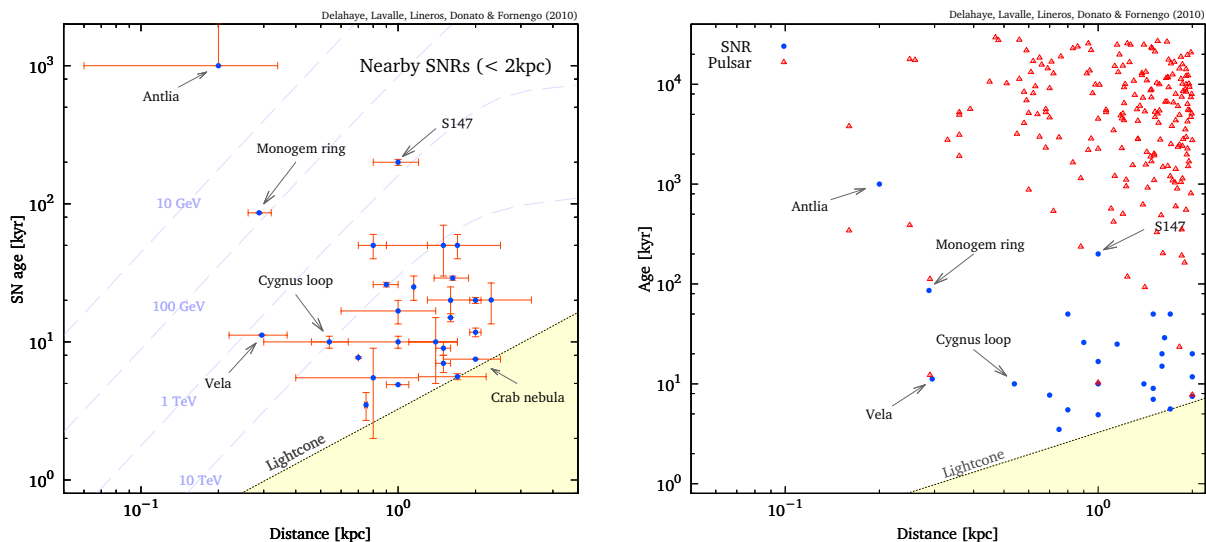 Delahaye, Lavalle, Lineros, Donato & Fornengo (2010)
Nearby SNRs (< 2kpc)
Antlia
S147
Monogem ring
10 GeV
Cygnus loop
100 GeV
Vela
1 TeV
Crab nebula
Lightcone
10 TeV
SN age [kyr]
10³
10²
10¹
10⁰
10⁻¹
10⁰
Distance [kpc]
Delahaye, Lavalle, Lineros, Donato & Fornengo (2010)
SNR
Pulsar
Antlia
S147
Monogem ring
Cygnus loop
Vela
Lightcone
Age [kyr]
10⁴
10³
10²
10¹
10⁰
10⁻¹
10⁰
Distance [kpc]